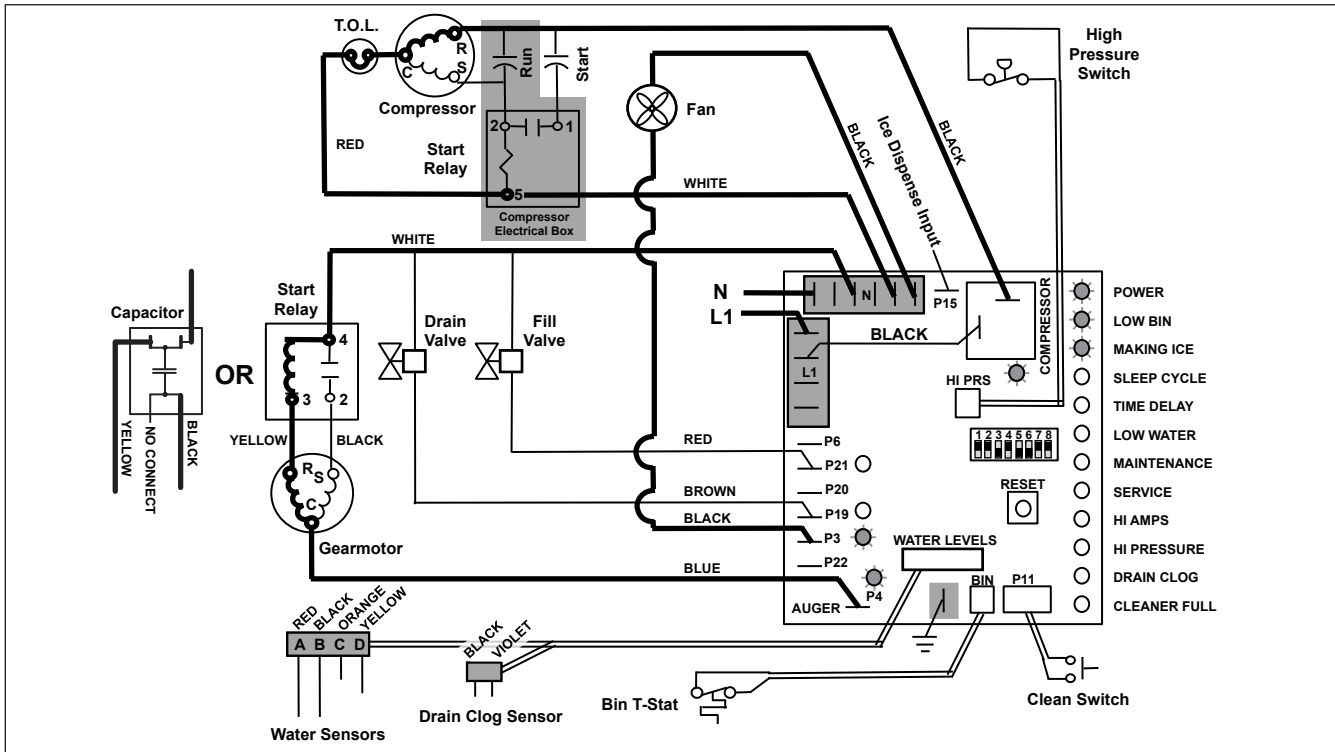 T.O.L.
R
C
S
Compressor
Run
Start
2
1
Start
Relay
5
Compressor
Electrical Box
RED
WHITE
Fan
BLACK
Ice Dispense Input
BLACK
High
Pressure
Switch
WHITE
Capacitor
YELLOW
NO CONNECT
BLACK
OR
Start
Relay
4
3
2
YELLOW
BLACK
R
S
C
Gearmotor
Drain
Valve
Fill
Valve
N
L1
N
P15
BLACK
L1
COMPRESSOR
HI PRS
RED
BROWN
BLACK
BLUE
P6
P21
P20
P19
P3
P22
P4
AUGER
1 2 3 4 5 6 7 8
RESET
WATER LEVELS
BIN
P11
POWER
LOW BIN
MAKING ICE
SLEEP CYCLE
TIME DELAY
LOW WATER
MAINTENANCE
SERVICE
HI AMPS
HI PRESSURE
DRAIN CLOG
CLEANER FULL
RED
BLACK
ORANGE
YELLOW
A B C D
Water Sensors
BLACK
VIOLET
Drain Clog Sensor
Bin T-Stat
Clean Switch